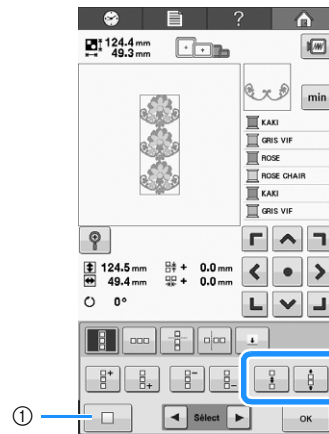 ?
124.4 mm
49.3 mm
min
KAKI
GRIS VIF
ROSE
ROSE CHAIR
KAKI
GRIS VIF
124.5 mm + 0.0 mm
49.4 mm + 0.0 mm
0°
① Sélect OK